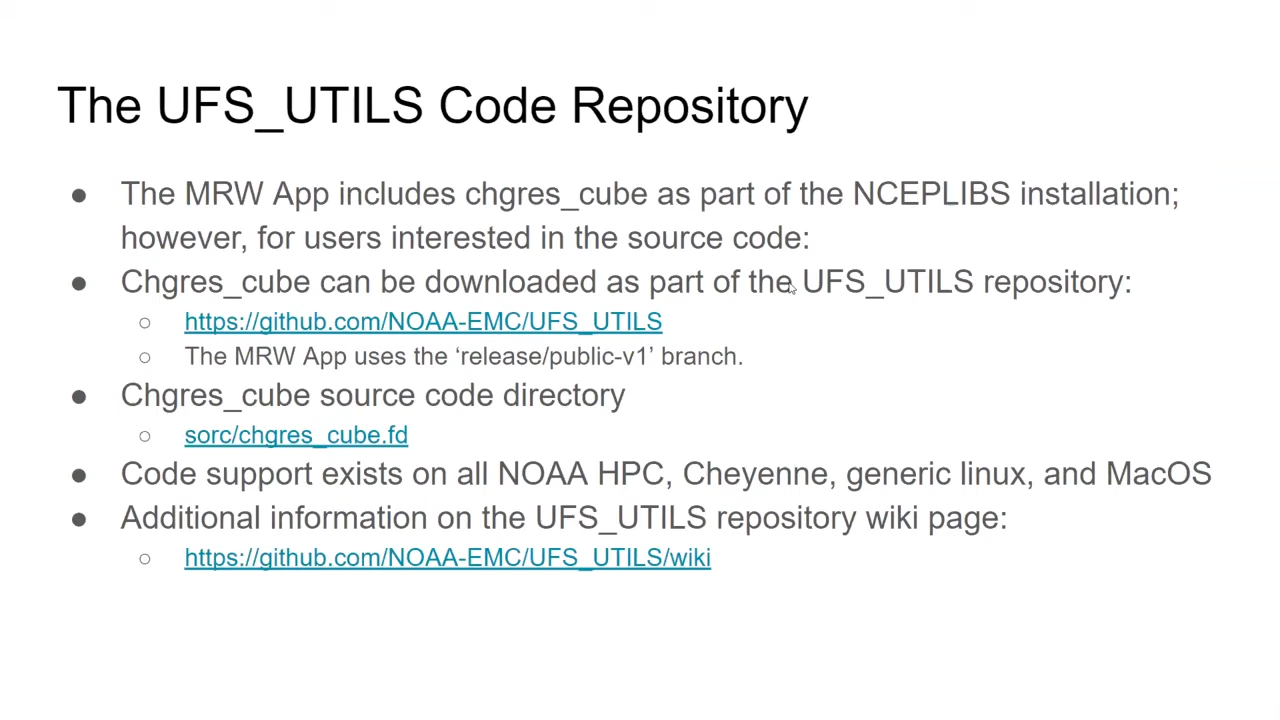 The UFS_UTILS Code Repository
● The MRW App includes chgres_cube as part of the NCEPLIBS installation;
however, for users interested in the source code:
● Chgres_cube can be downloaded as part of the UFS_UTILS repository:
○ https://github.com/NOAA-EMC/UFS_UTILS
○ The MRW App uses the ‘release/public-v1’ branch.
● Chgres_cube source code directory
○ sorc/chgres_cube.fd
● Code support exists on all NOAA HPC, Cheyenne, generic linux, and MacOS
● Additional information on the UFS_UTILS repository wiki page:
○ https://github.com/NOAA-EMC/UFS_UTILS/wiki